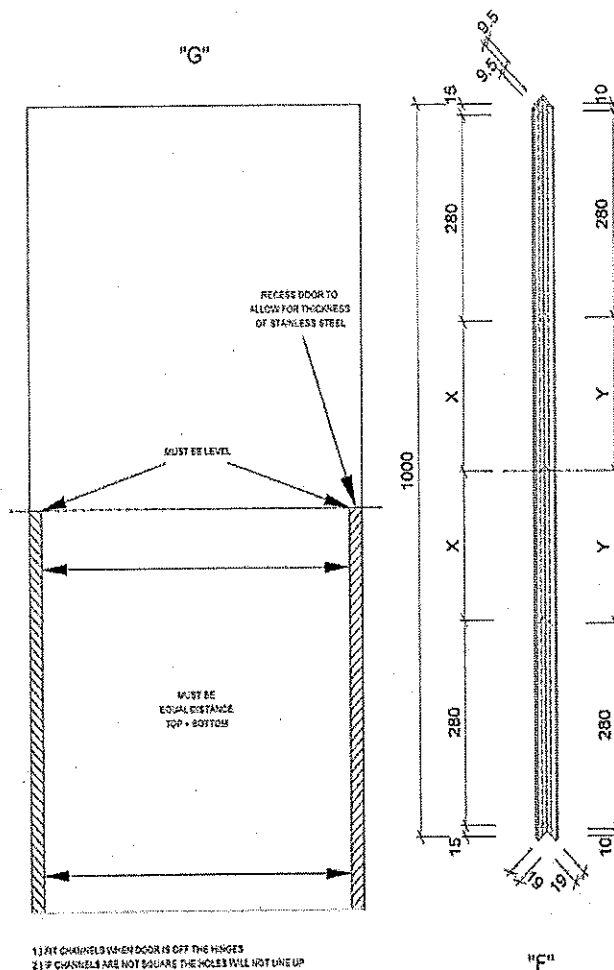 "G"
RECESS DOOR TO
ALLOW FOR THICKNESS
OF STAINLESS STEEL
MUST BE LEVEL
MUST BE
EQUAL DISTANCE
TOP + BOTTOM
1.) FIT CHANNELS WHEN DOOR IS OFF THE HINGES
2.) IF CHANNELS ARE NOT SQUARE THE HOLES WILL NOT LINE UP
9.5
9.5
15
10
280
280
X
Y
1000
X
Y
280
280
15
10
19
19
"F"